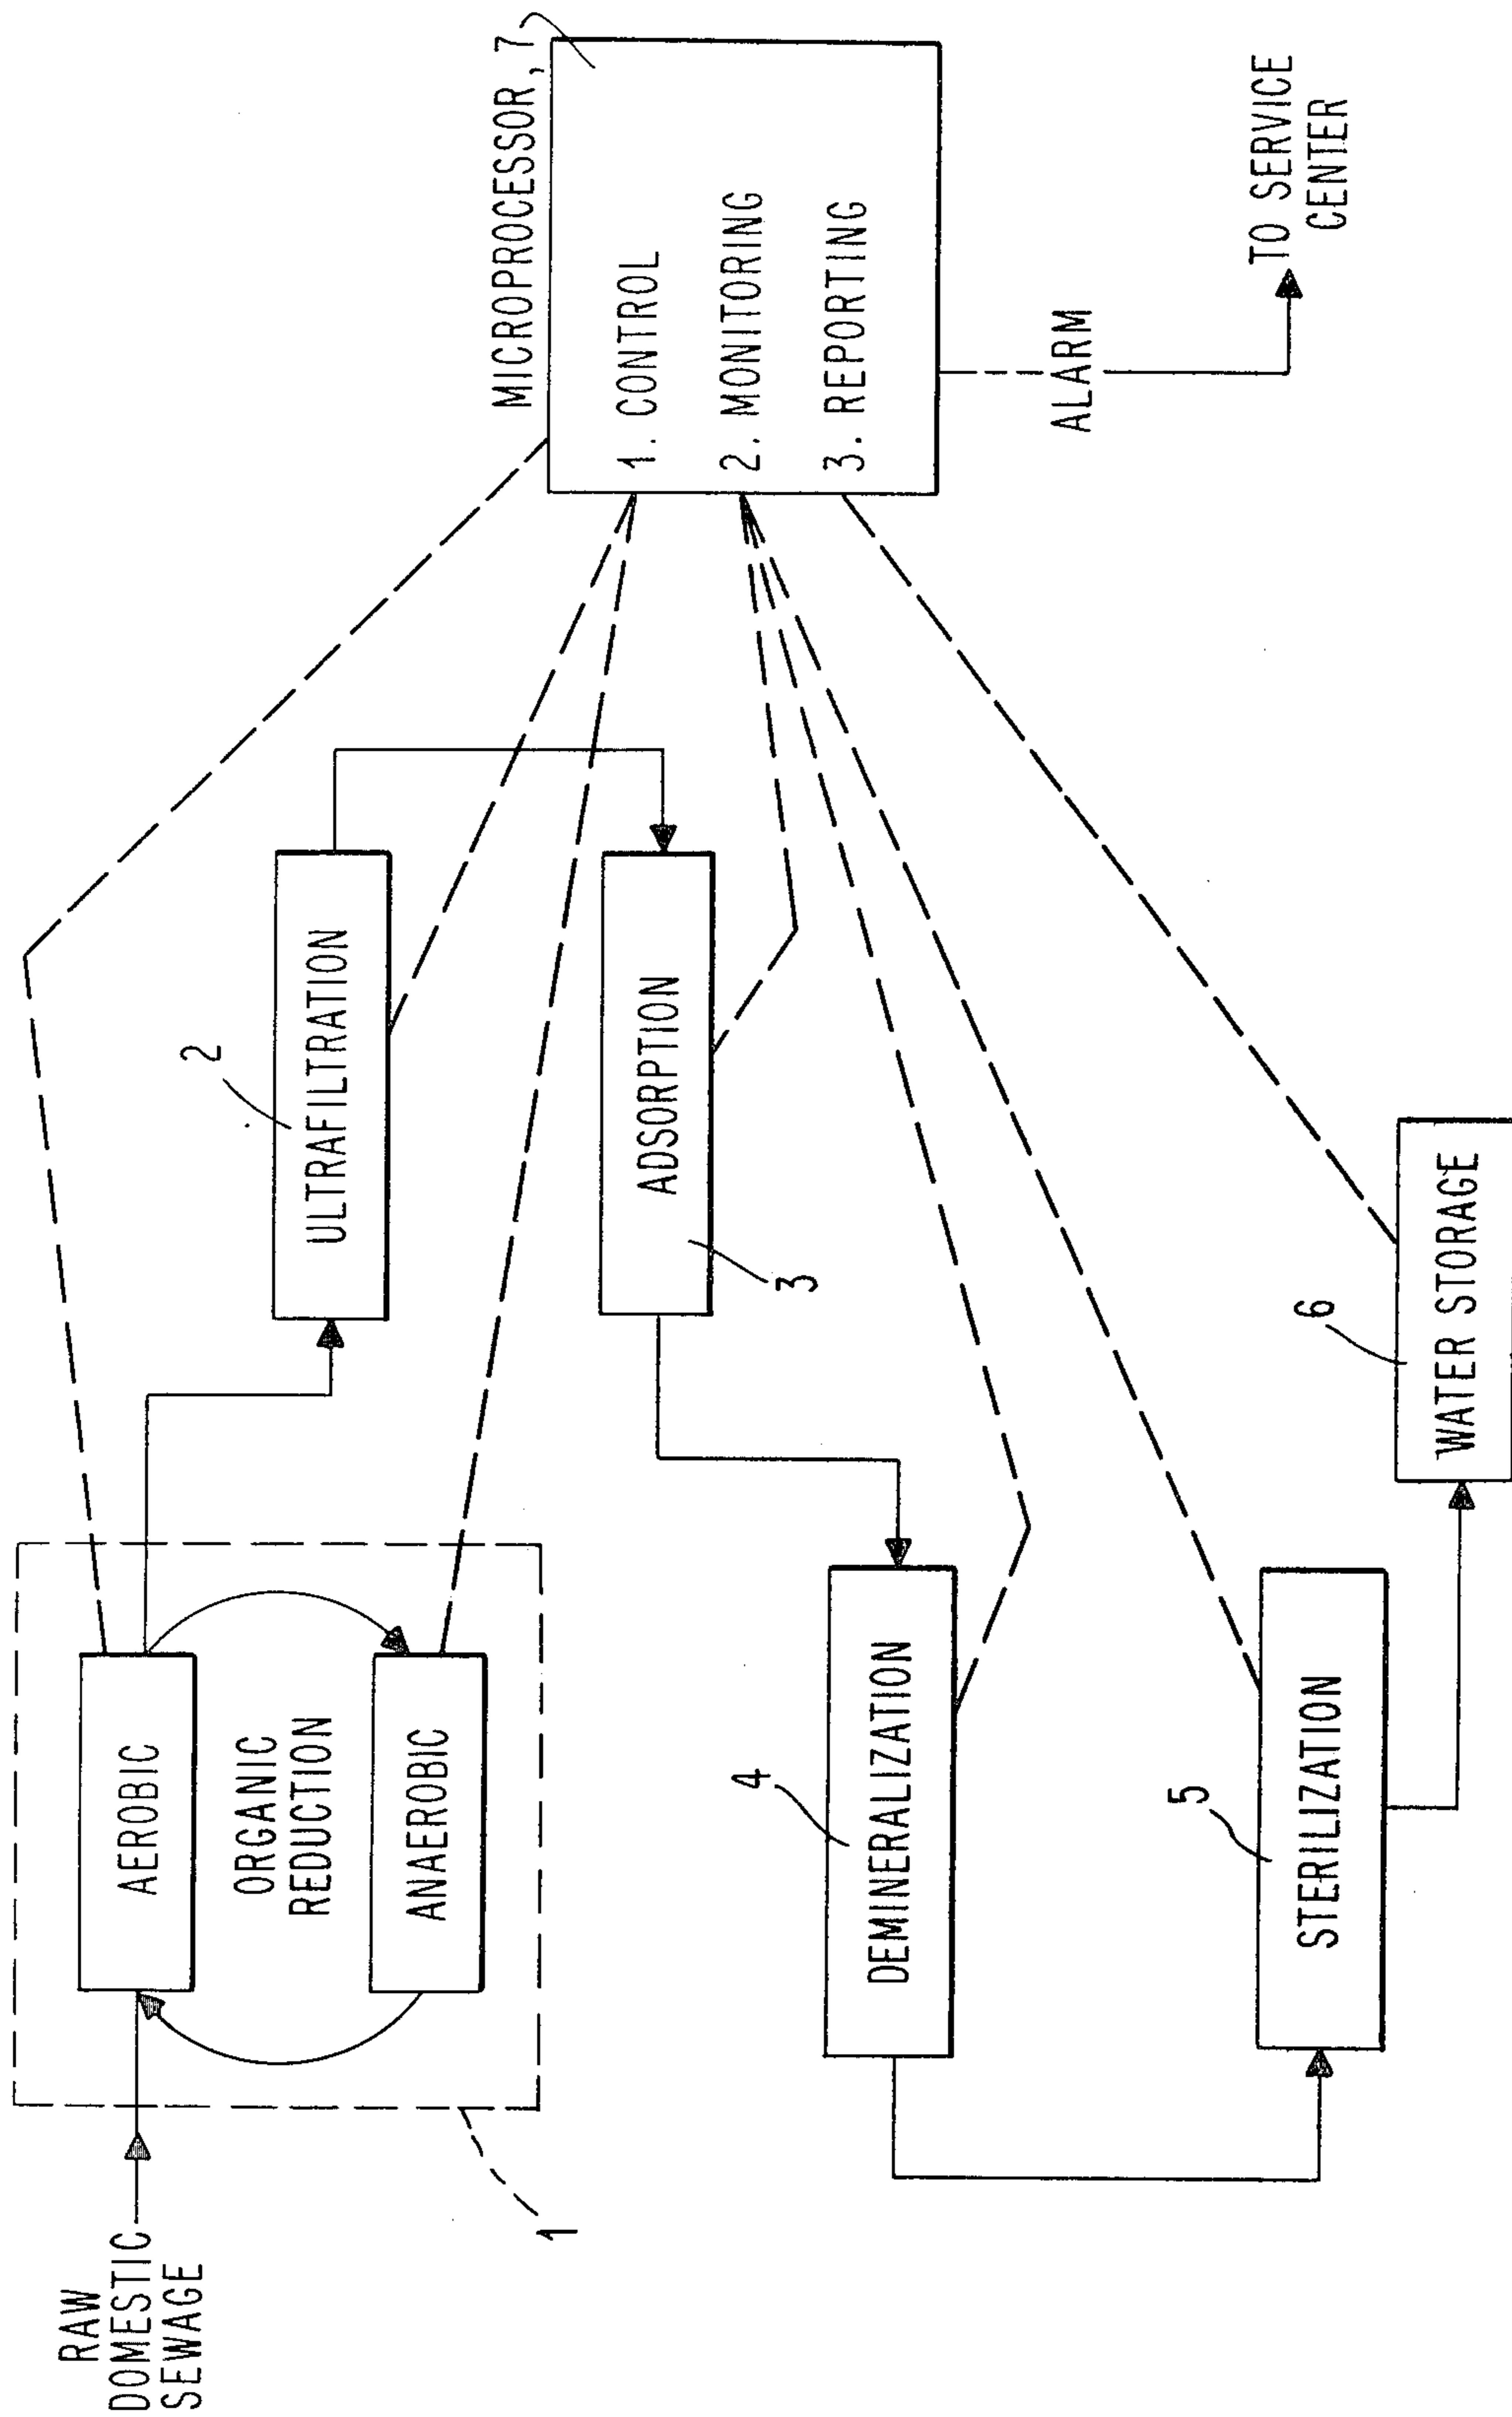 RAW
DOMESTIC
SEWAGE
1
AEROBIC
ORGANIC
REDUCTION
ANAEROBIC
2
ULTRAFILTRATION
3
ADSORPTION
4
DEMINERALIZATION
5
STERILIZATION
6
WATER STORAGE
MICROPROCESSOR, 7
1. CONTROL
2. MONITORING
3. REPORTING
ALARM
TO SERVICE
CENTER